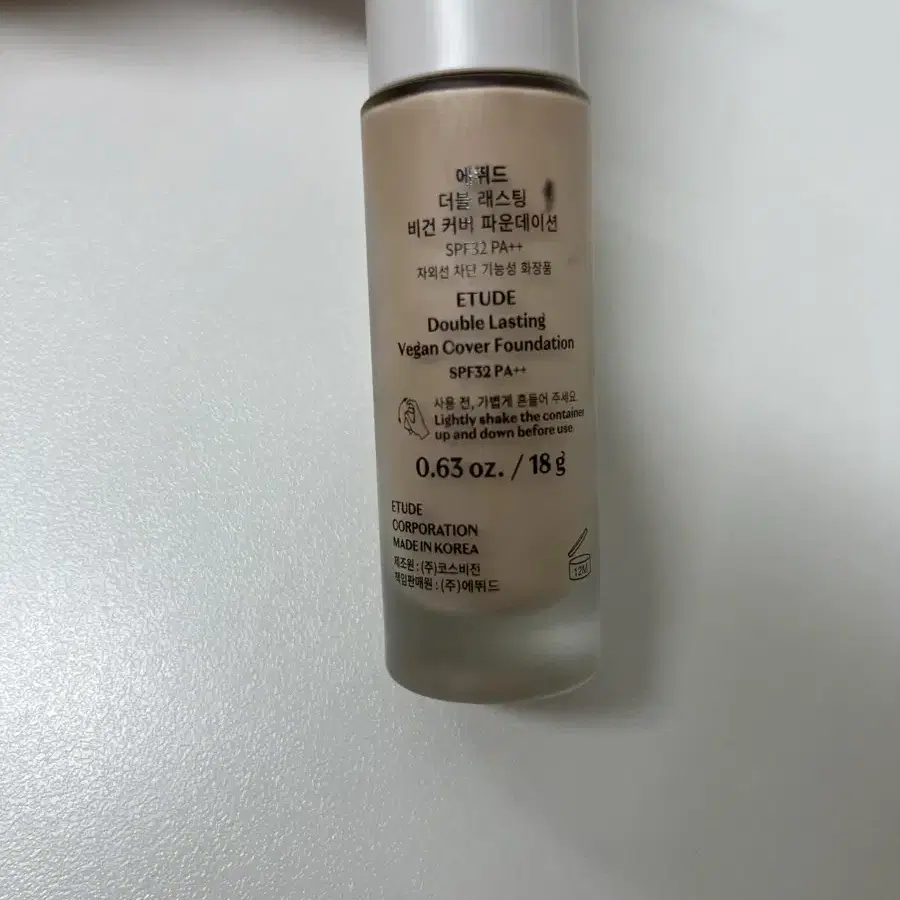 에뛰드
더블 래스팅
비건 커버 파운데이션
SPF32 PA++
자외선 차단 기능성 화장품
ETUDE
Double Lasting
Vegan Cover Foundation
SPF32 PA++
사용 전, 가볍게 흔들어 주세요.
Lightly shake the container
up and down before use
0.63 oz. / 18 g
ETUDE
CORPORATION
MADE IN KOREA
제조원 : (주)코스비전
책임판매원 : (주)에뛰드
12M